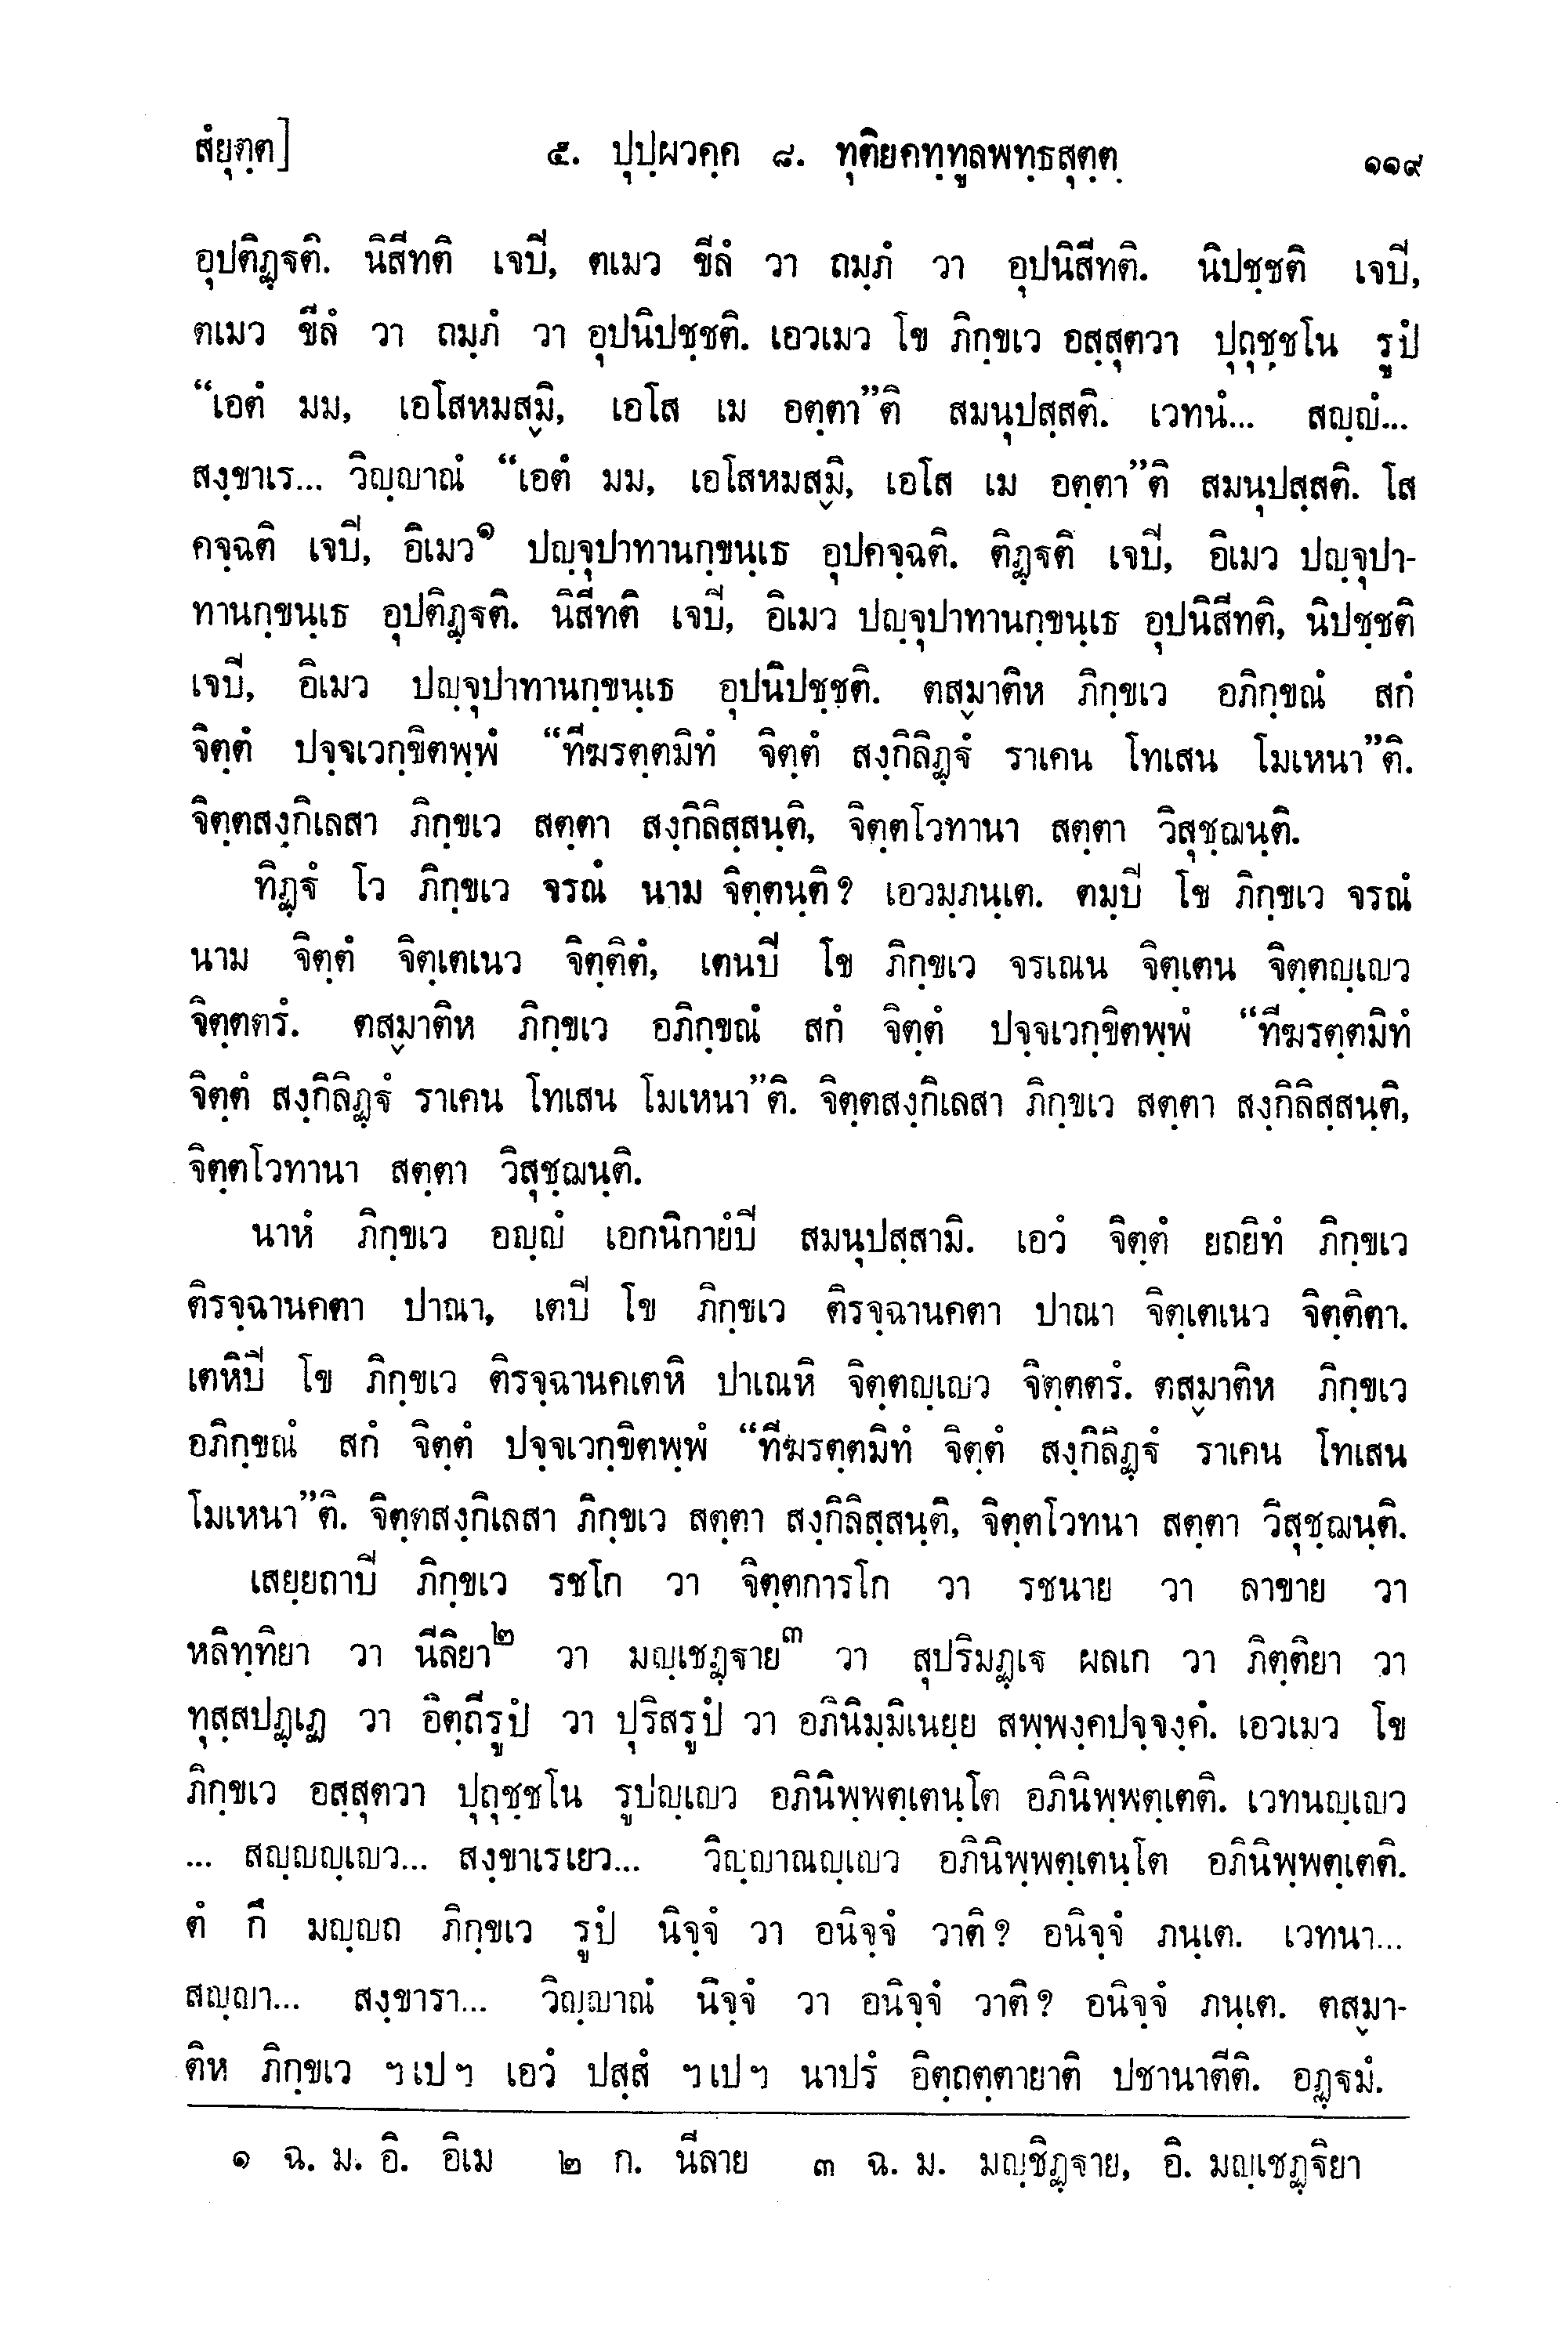 สํยุตฺต]  ๕. ปุปฺผวคฺค ๘. ทุติยคทฺทูลพทฺธสุตฺต  ๑๑๙
อุปติฏฺฐติ. นิสีทติ เจปิ, ตเมว ขีลํ วา ถมฺภํ วา อุปนิสีทติ. นิปชฺชติ เจปิ,
ตเมว ขีลํ วา ถมฺภํ วา อุปนิปชฺชติ. เอวเมว โข ภิกฺขเว อสฺสุตวา ปุถุชฺชโน รูปํ
“เอตํ มม, เอโสหมสฺมิ, เอโส เม อตฺตา”ติ สมนุปสฺสติ. เวทนํ... สญฺญํ...
สงฺขาเร... วิญฺญาณํ “เอตํ มม, เอโสหมสฺมิ, เอโส เม อตฺตา”ติ สมนุปสฺสติ. โส
คจฺฉติ เจปิ, อิเมว๑ ปญฺจุปาทานกฺขนฺเธ อุปคจฺฉติ. ติฏฺฐติ เจปิ, อิเมว ปญฺจุปา-
ทานกฺขนฺเธ อุปติฏฺฐติ. นิสีทติ เจปิ, อิเมว ปญฺจุปาทานกฺขนฺเธ อุปนิสีทติ, นิปชฺชติ
เจปิ, อิเมว ปญฺจุปาทานกฺขนฺเธ อุปนิปชฺชติ. ตสฺมาติห ภิกฺขเว อภิกฺขณํ สกํ
จิตฺตํ ปจฺจเวกฺขิตพฺพํ “ทีฆรตฺตมิทํ จิตฺตํ สงฺกิลิฏฺฐํ ราเคน โทเสน โมเหนา”ติ.
จิตฺตสงฺกิเลสา ภิกฺขเว สตฺตา สงฺกิลิสฺสนฺติ, จิตฺตโวทานา สตฺตา วิสุชฺฌนฺติ.
ทิฏฺฐํ โว ภิกฺขเว จรณํ นาม จิตฺตนฺติ ? เอวมฺภนฺเต. ตมฺปิ โข ภิกฺขเว จรณํ
นาม จิตฺตํ จิตฺเตเนว จิตฺติตํ, เตนปิ โข ภิกฺขเว จรเณน จิตฺเตน จิตฺตญฺเญว
จิตฺตตรํ. ตสฺมาติห ภิกฺขเว อภิกฺขณํ สกํ จิตฺตํ ปจฺจเวกฺขิตพฺพํ “ทีฆรตฺตมิทํ
จิตฺตํ สงฺกิลิฏฺฐํ ราเคน โทเสน โมเหนา”ติ. จิตฺตสงฺกิเลสา ภิกฺขเว สตฺตา สงฺกิลิสฺสนฺติ,
จิตฺตโวทานา สตฺตา วิสุชฺฌนฺติ.
นาหํ ภิกฺขเว อญฺญํ เอกนิกายํปิ สมนุปสฺสามิ. เอวํ จิตฺตํ ยถยิทํ ภิกฺขเว
ติรจฺฉานคตา ปาณา, เตปิ โข ภิกฺขเว ติรจฺฉานคตา ปาณา จิตฺเตเนว จิตฺติตา.
เตหิปิ โข ภิกฺขเว ติรจฺฉานคเตหิ ปาเณหิ จิตฺตญฺเญว จิตฺตตรํ. ตสฺมาติห ภิกฺขเว
อภิกฺขณํ สกํ จิตฺตํ ปจฺจเวกฺขิตพฺพํ “ทีฆรตฺตมิทํ จิตฺตํ สงฺกิลิฏฺฐํ ราเคน โทเสน
โมเหนา”ติ. จิตฺตสงฺกิเลสา ภิกฺขเว สตฺตา สงฺกิลิสฺสนฺติ, จิตฺตโวทนา สตฺตา วิสุชฺฌนฺติ.
เสยฺยถาปิ ภิกฺขเว รชโก วา จิตฺตการโก วา รชนาย วา ลาขาย วา
หลิทฺทิยา วา นีลิยา๒ วา มญฺเชฏฺฐาย๓ วา สุปริมฏฺเฐ ผลเก วา ภิตฺติยา วา
ทุสฺสปฏฺเฏ วา อิตฺถีรูปํ วา ปุริสรูปํ วา อภินิมฺมิเนยฺย สพฺพงฺคปจฺจงฺคํ. เอวเมว โข
ภิกฺขเว อสฺสุตวา ปุถุชฺชโน รูปญฺเญว อภินิพฺพตฺเตนฺโต อภินิพฺพตฺเตติ. เวทนญฺเญว
... สญฺญญฺเญว... สงฺขาเรเยว... วิญฺญาณญฺเญว อภินิพฺพตฺเตนฺโต อภินิพฺพตฺเตติ.
ตํ กึ มญฺญถ ภิกฺขเว รูปํ นิจฺจํ วา อนิจฺจํ วาติ ? อนิจฺจํ ภนฺเต. เวทนา...
สญฺญา... สงฺขารา... วิญฺญาณํ นิจฺจํ วา อนิจฺจํ วาติ ? อนิจฺจํ ภนฺเต. ตสฺมา-
ติห ภิกฺขเว ฯเปฯ เอวํ ปสฺสํ ฯเปฯ นาปรํ อิตฺถตฺตายาติ ปชานาตีติ. อฏฺฐมํ.
๑ ฉ. ม. อิ. อิเม ๒ ก. นีลาย ๓ ฉ. ม. มญฺชิฏฺฐาย, อิ. มญฺเชฏฺฐิยา